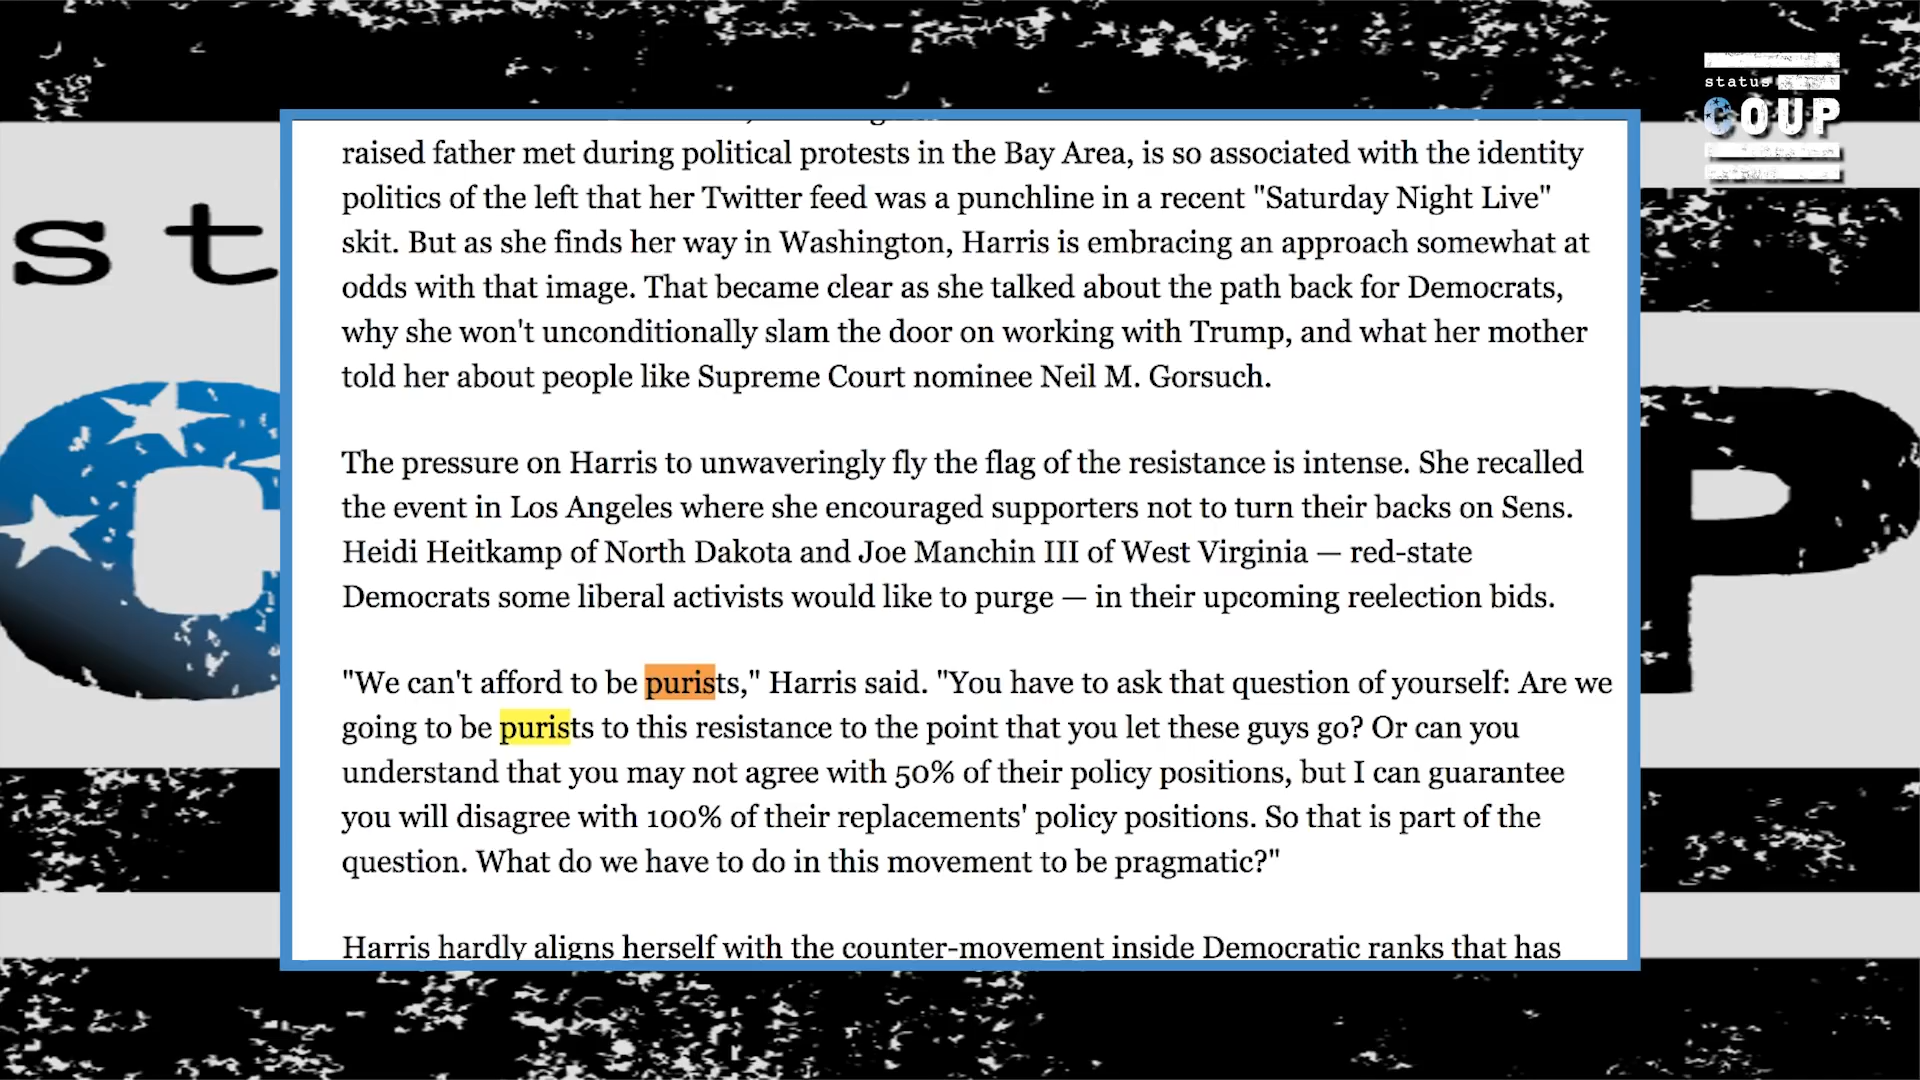 status
COUP
st
C
P
raised father met during political protests in the Bay Area, is so associated with the identity
politics of the left that her Twitter feed was a punchline in a recent "Saturday Night Live"
skit. But as she finds her way in Washington, Harris is embracing an approach somewhat at
odds with that image. That became clear as she talked about the path back for Democrats,
why she won't unconditionally slam the door on working with Trump, and what her mother
told her about people like Supreme Court nominee Neil M. Gorsuch.
The pressure on Harris to unwaveringly fly the flag of the resistance is intense. She recalled
the event in Los Angeles where she encouraged supporters not to turn their backs on Sens.
Heidi Heitkamp of North Dakota and Joe Manchin III of West Virginia — red-state
Democrats some liberal activists would like to purge — in their upcoming reelection bids.
"We can't afford to be purists," Harris said. "You have to ask that question of yourself: Are we
going to be purists to this resistance to the point that you let these guys go? Or can you
understand that you may not agree with 50% of their policy positions, but I can guarantee
you will disagree with 100% of their replacements' policy positions. So that is part of the
question. What do we have to do in this movement to be pragmatic?"
Harris hardly aligns herself with the counter-movement inside Democratic ranks that has